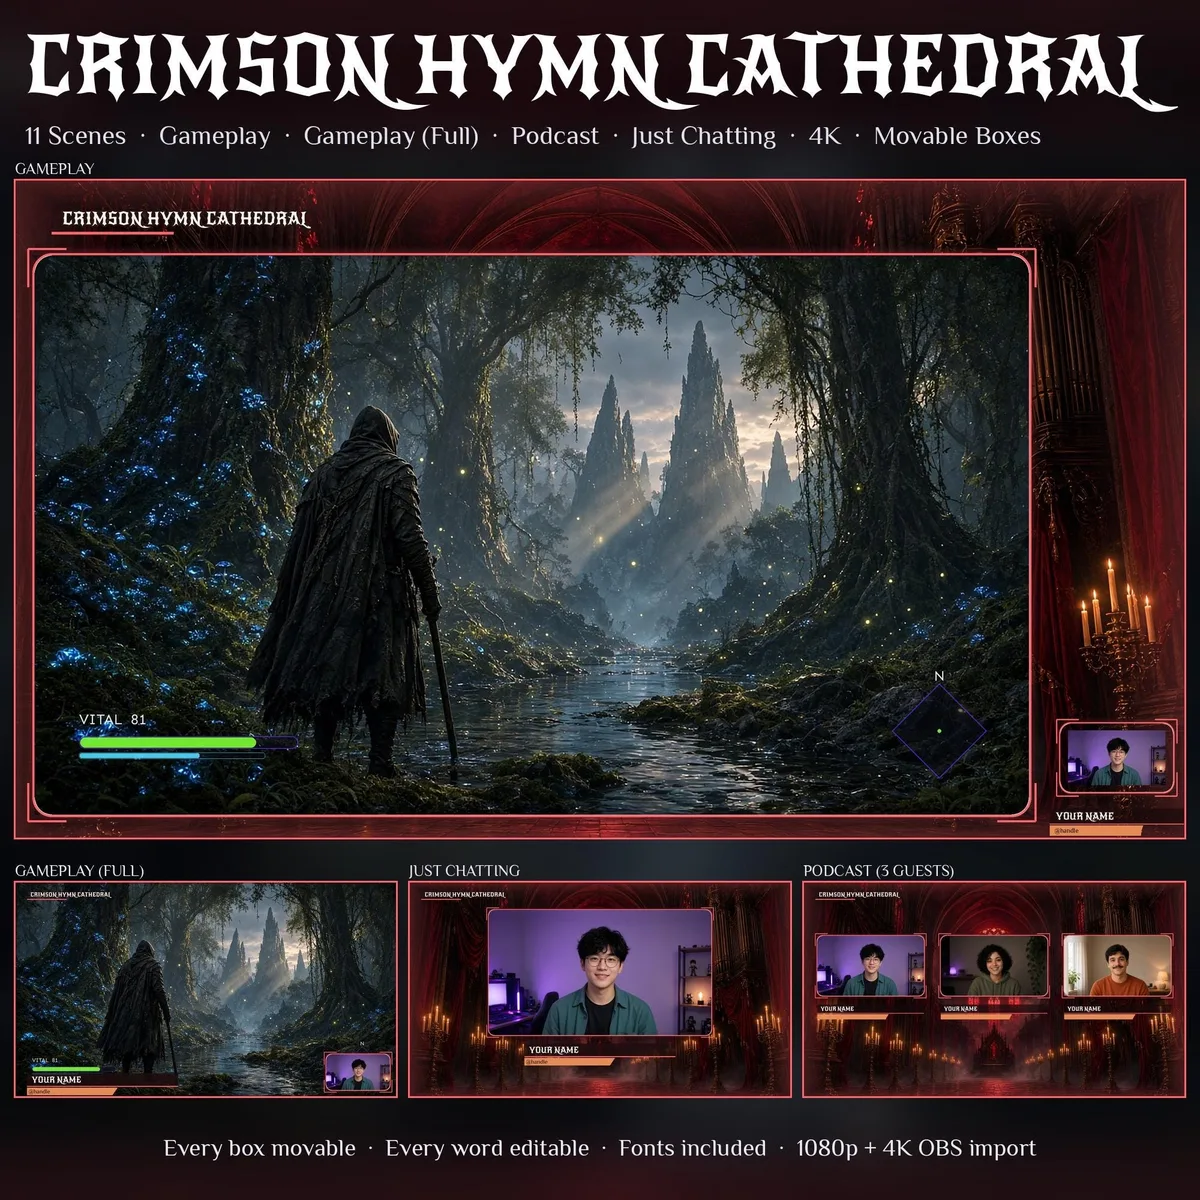 CRIMSON HYMN CATHEDRAL
11 Scenes · Gameplay · Gameplay (Full) · Podcast · Just Chatting · 4K · Movable Boxes
GAMEPLAY
CRIMSON HYMN CATHEDRAL
N
VITAL 81
YOUR NAME
@handle
GAMEPLAY (FULL)
CRIMSON HYMN CATHEDRAL
N
VITAL 81
YOUR NAME
@handle
JUST CHATTING
CRIMSON HYMN CATHEDRAL
YOUR NAME
@handle
PODCAST (3 GUESTS)
CRIMSON HYMN CATHEDRAL
YOUR NAME
YOUR NAME
YOUR NAME
Every box movable · Every word editable · Fonts included · 1080p + 4K OBS import